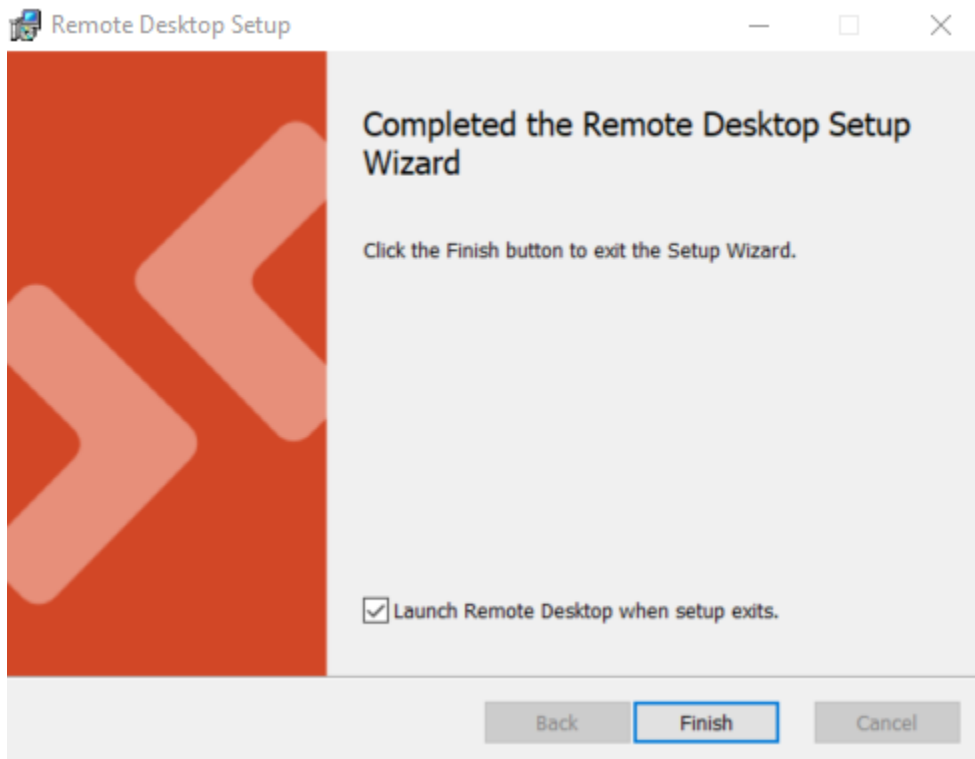 Remote Desktop Setup
Completed the Remote Desktop Setup
Wizard
Click the Finish button to exit the Setup Wizard.
Launch Remote Desktop when setup exits.
Back
Finish
Cancel